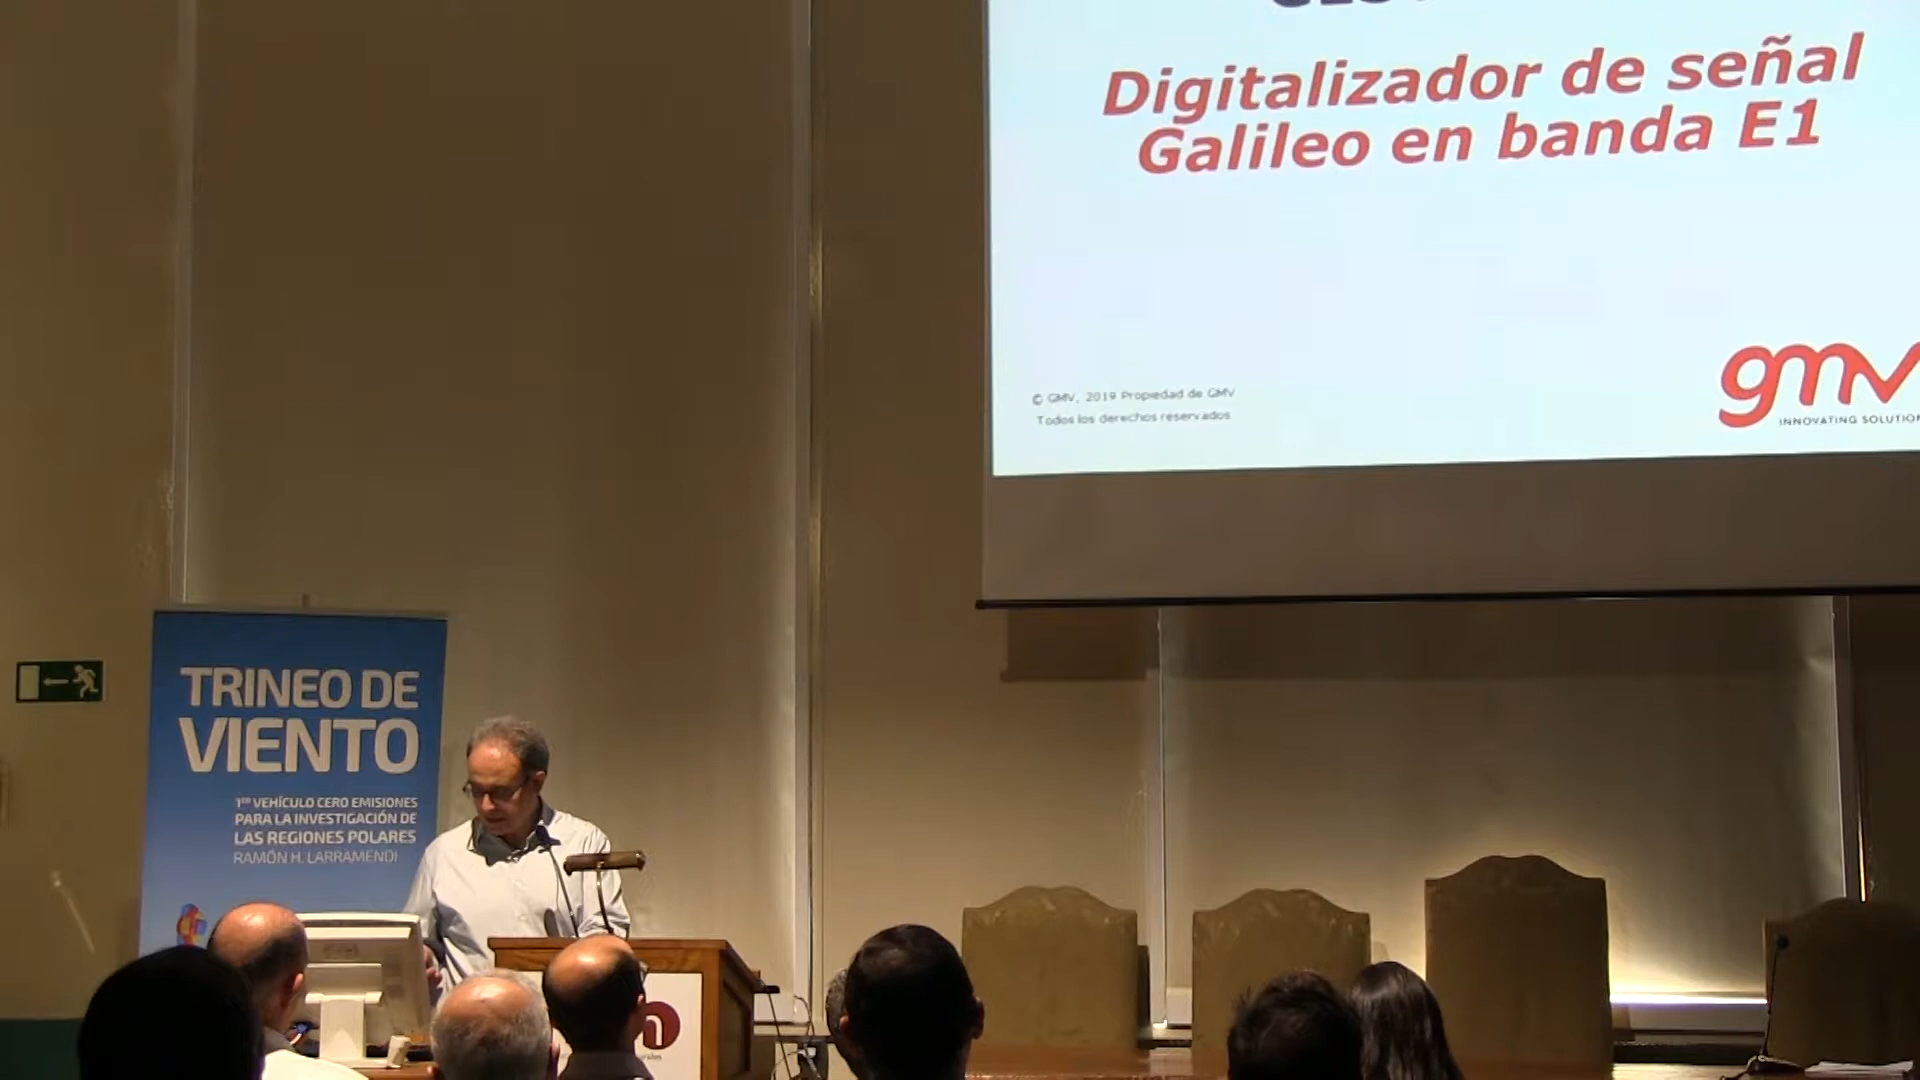 Digitalizador de señal
Galileo en banda E1
© GMV, 2019 Propiedad de GMV
Todos los derechos reservados
gmv
INNOVATING
TRINEO DE
VIENTO
1ER VEHÍCULO CERO EMISIONES
PARA LA INVESTIGACIÓN DE
LAS REGIONES POLARES
RAMÓN H. LARRAMENDI